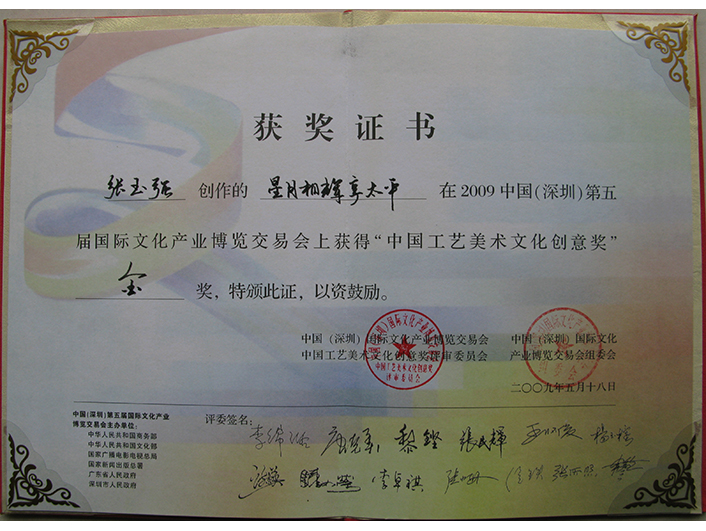 获奖证书
张玉强 创作的 星月相辉享太平 在2009中国(深圳)第五
届国际文化产业博览交易会上获得“中国工艺美术文化创意奖”
金 奖，特颁此证，以资鼓励。
中国（深圳）国际文化产业博览交易会
中国工艺美术文化创意奖评审委员会
中国（深圳）国际文化
产业博览交易会组委会
二〇〇九年五月十八日
中国(深圳)第五届国际文化产业
博览交易会主办单位:
中华人民共和国商务部
中华人民共和国文化部
国家广播电影电视总局
国家新闻出版总署
广东省人民政府
深圳市人民政府
评委签名:
黎铿 张民辉
李卓祺